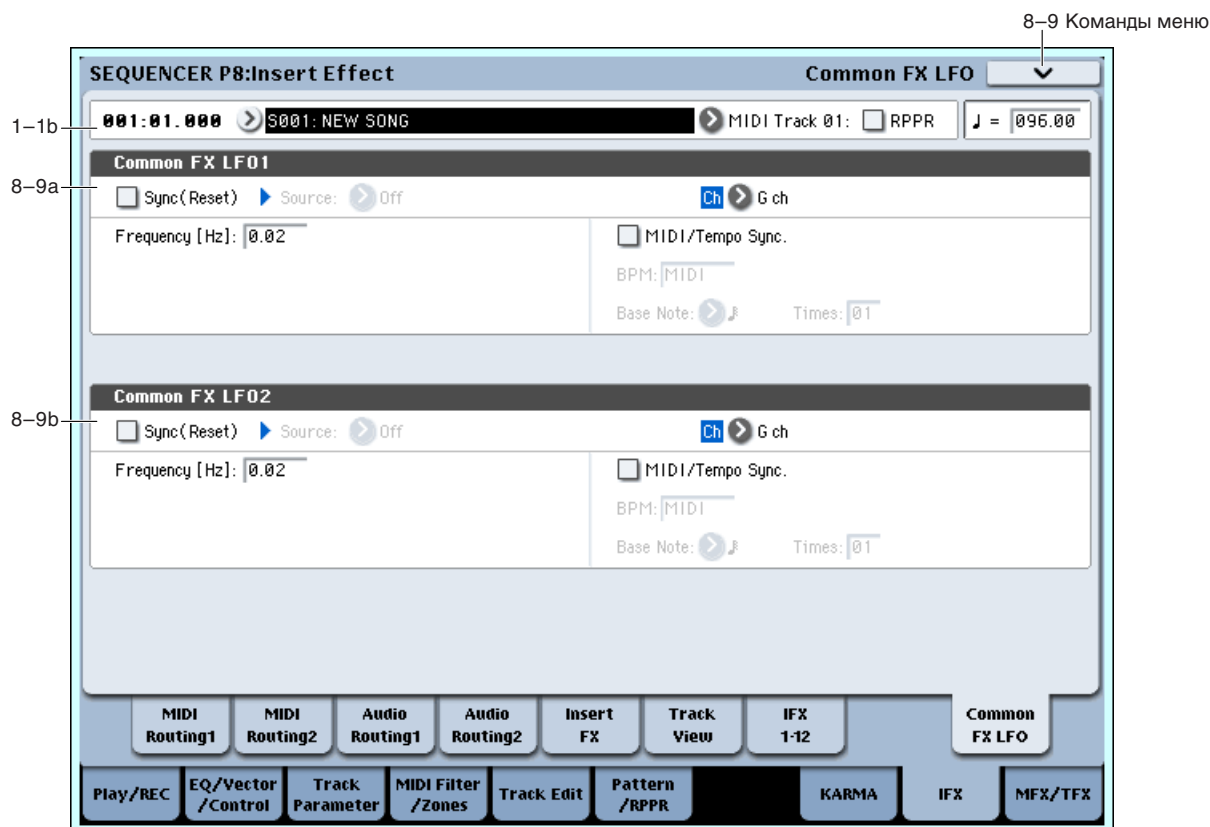 8–9 Команды меню
SEQUENCER P8:Insert Effect Common FX LFO
1–1b 001:01.000 S001: NEW SONG MIDI Track 01: RPPR ♩ = 096.00
Common FX LFO1
8–9a Sync(Reset) Source: Off Ch G ch
Frequency [Hz]: 0.02 MIDI/Tempo Sync.
BPM: MIDI
Base Note: Times: 01
Common FX LFO2
8–9b Sync(Reset) Source: Off Ch G ch
Frequency [Hz]: 0.02 MIDI/Tempo Sync.
BPM: MIDI
Base Note: Times: 01
MIDI Routing1 MIDI Routing2 Audio Routing1 Audio Routing2 Insert FX Track View IFX 1-12 Common FX LFO
Play/REC EQ/Vector /Control Track Parameter MIDI Filter /Zones Track Edit Pattern /RPPR KARMA IFX MFX/TFX